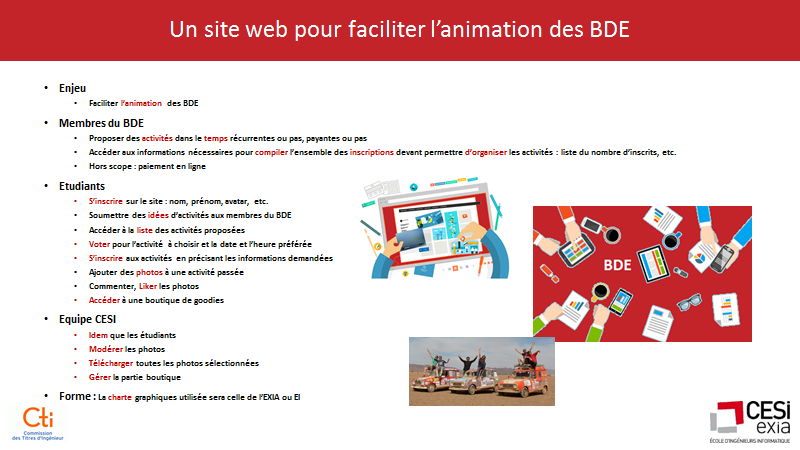 Un site web pour faciliter l'animation des BDE
• Enjeu
• Faciliter l'animation des BDE
• Membres du BDE
• Proposer des activités dans le temps récurrentes ou pas, payantes ou pas
• Accéder aux informations nécessaires pour compiler l'ensemble des inscriptions devant permettre d'organiser les activités : liste du nombre d'inscrits, etc.
• Hors scope : paiement en ligne
• Etudiants
• S'inscrire sur le site : nom, prénom, avatar, etc.
• Soumettre des idées d'activités aux membres du BDE
• Accéder à la liste des activités proposées
• Voter pour l'activité à choisir et la date et l'heure préférée
• S'inscrire aux activités en précisant les informations demandées
• Ajouter des photos à une activité passée
• Commenter, Liker les photos
• Accéder à une boutique de goodies
BDE
• Equipe CESI
• Idem que les étudiants
• Modérer les photos
• Télécharger toutes les photos sélectionnées
• Gérer la partie boutique
• Forme : La charte graphiques utilisée sera celle de l'EXIA ou EI
Cti
Commission
des Titres d'Ingénieur
CESI
exia
ÉCOLE D'INGÉNIEURS INFORMATIQUE